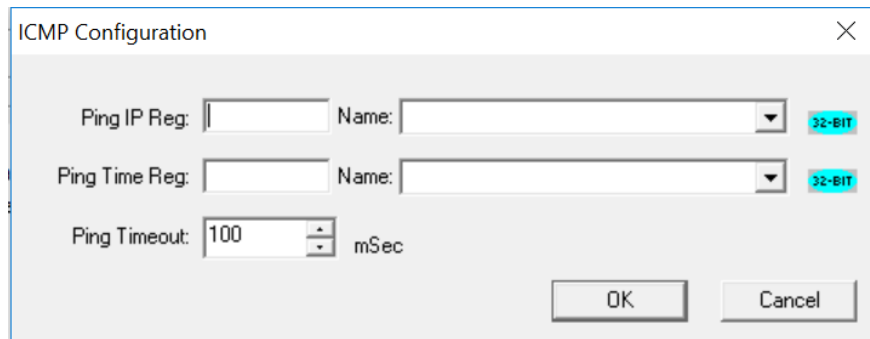 ICMP Configuration
Ping IP Reg: Name: 32-BIT
Ping Time Reg: Name: 32-BIT
Ping Timeout: 100 mSec
OK Cancel